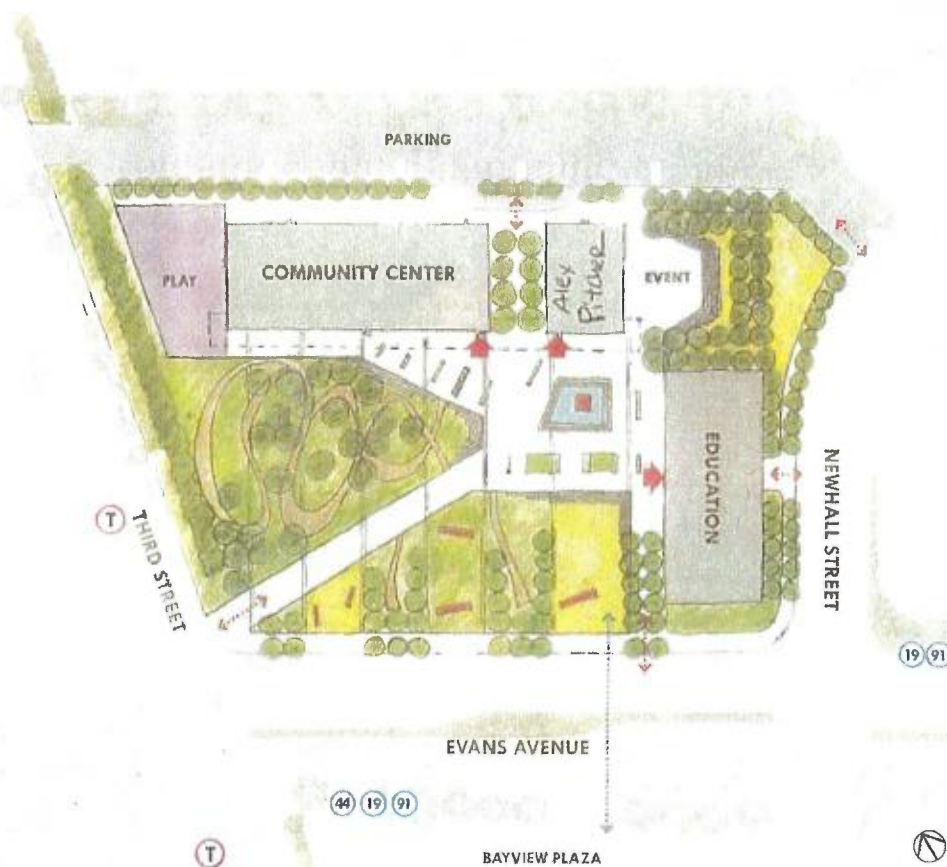 PARKING
PLAY
COMMUNITY CENTER
Alex
Pitcher
EVENT
EDUCATION
NEWHALL STREET
T
THIRD STREET
19 91
EVANS AVENUE
44 19 91
T
BAYVIEW PLAZA